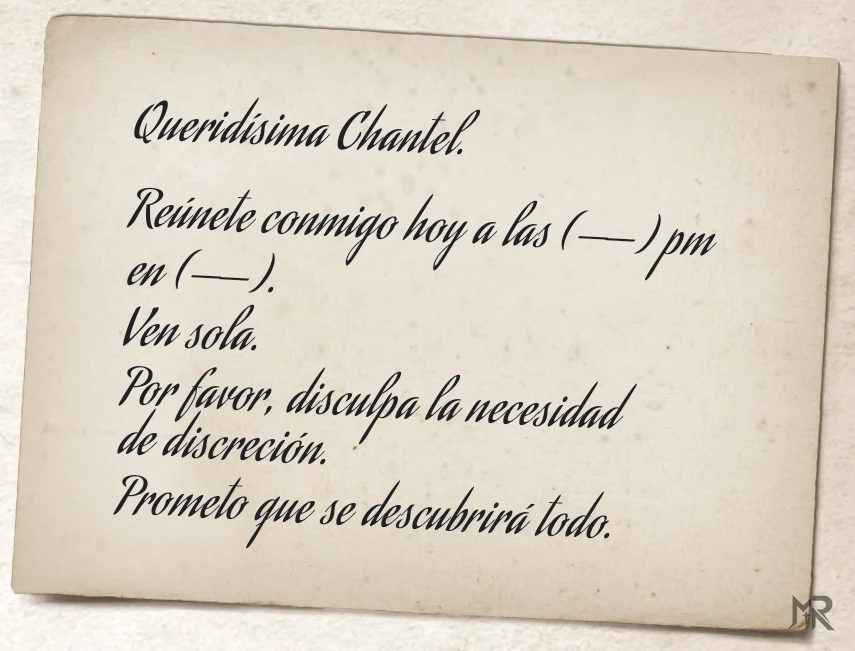 Queridísima Chantel.
Reúnete conmigo hoy a las (—) pm
en (—).
Ven sola.
Por favor, disculpa la necesidad
de discreción.
Prometo que se descubrirá todo.
MR